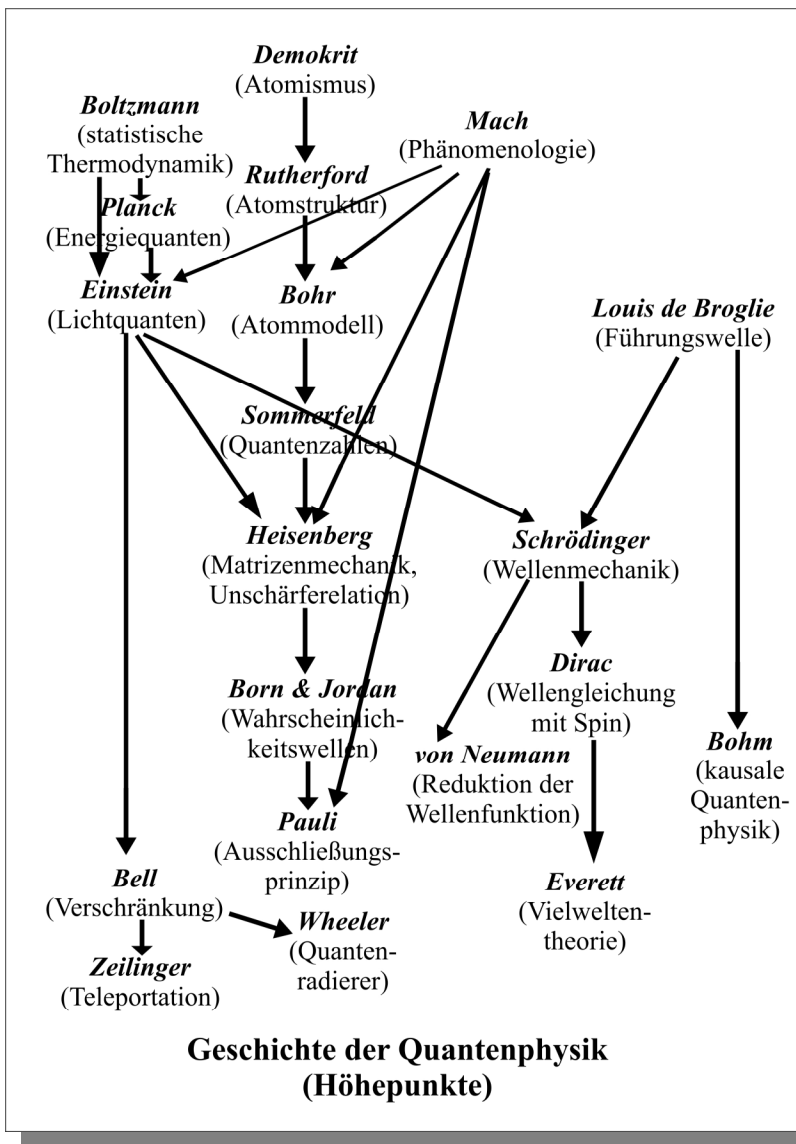 Demokrit
(Atomismus)
Boltzmann
(statistische
Thermodynamik)
Mach
(Phänomenologie)
Rutherford
(Atomstruktur)
Planck
(Energiequanten)
Einstein
(Lichtquanten)
Bohr
(Atommodell)
Louis de Broglie
(Führungswelle)
Sommerfeld
(Quantenzahlen)
Heisenberg
(Matrizenmechanik,
Unschärferelation)
Schrödinger
(Wellenmechanik)
Born & Jordan
(Wahrscheinlich-
keitswellen)
Dirac
(Wellengleichung
mit Spin)
von Neumann
(Reduktion der
Wellenfunktion)
Bohm
(kausale
Quanten-
physik)
Pauli
(Ausschließungs-
prinzip)
Bell
(Verschränkung)
Everett
(Vielwelten-
theorie)
Wheeler
(Quanten-
radierer)
Zeilinger
(Teleportation)
Geschichte der Quantenphysik
(Höhepunkte)